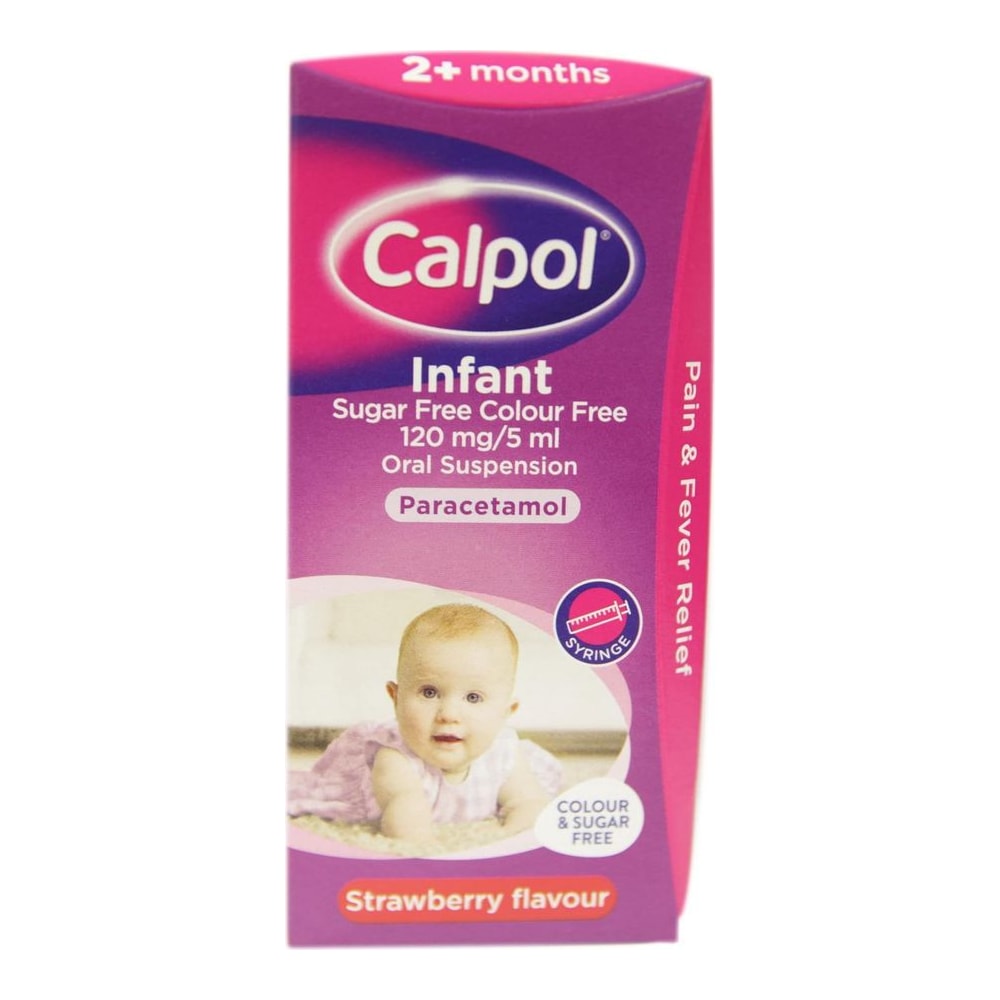 2+ months
Calpol®
Infant
Sugar Free Colour Free
120 mg/5 ml
Oral Suspension
Paracetamol
Pain & Fever Relief
SYRINGE
COLOUR
& SUGAR
FREE
Strawberry flavour